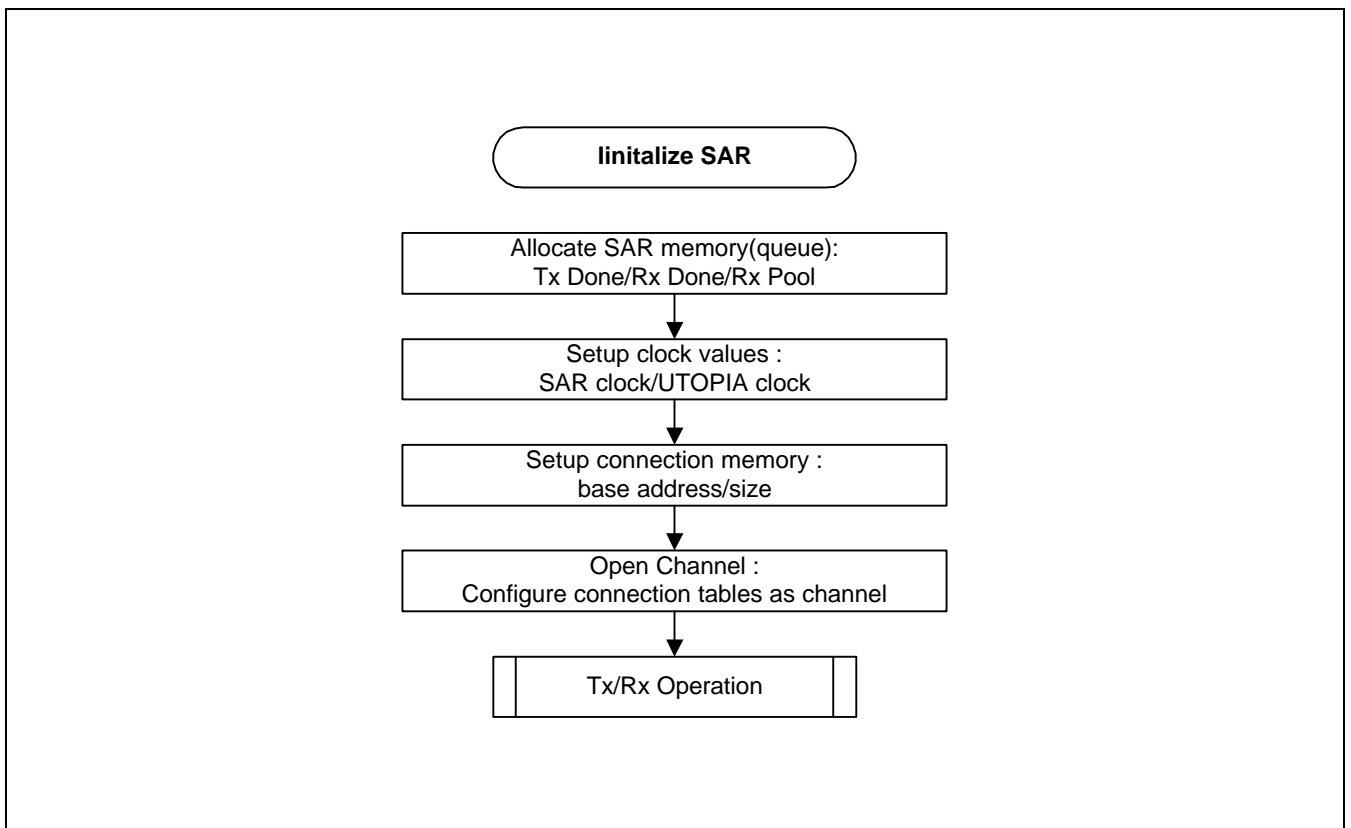 Iinitalize SAR
Allocate SAR memory(queue):
Tx Done/Rx Done/Rx Pool
Setup clock values :
SAR clock/UTOPIA clock
Setup connection memory :
base address/size
Open Channel :
Configure connection tables as channel
Tx/Rx Operation